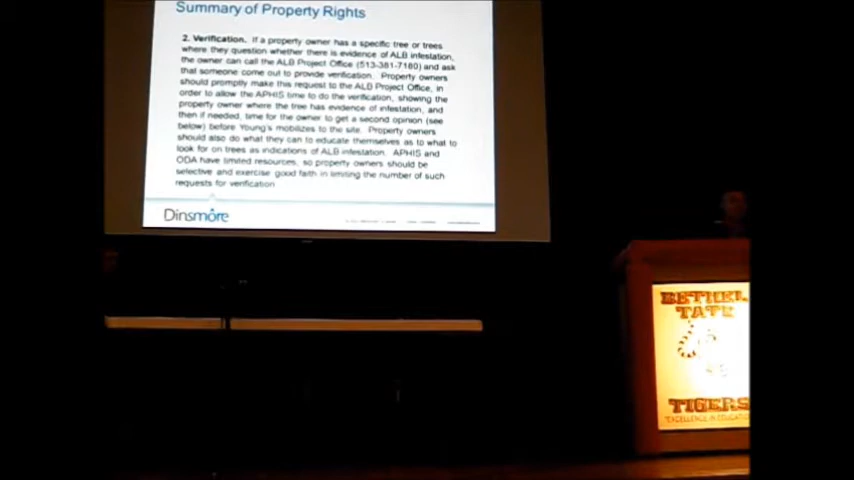 Summary of Property Rights
2. Verification. If a property owner has a specific tree or trees
where they question whether there is evidence of ALB infestation,
the owner can call the ALB Project Office (513-381-7180) and ask
that someone come out to provide verification. Property owners
should promptly make this request to the ALB Project Office, in
order to allow the APHIS time to do the verification, showing the
property owner where the tree has evidence of infestation, and
then if needed, time for the owner to get a second opinion (see
below) before Young's mobilizes to the site. Property owners
should also do what they can to educate themselves as to what to
look for on trees as indications of ALB infestation. APHIS and
ODA have limited resources, so property owners should be
selective and exercise good faith in limiting the number of such
requests for verification
Dinsmore
BETHEL
TATE
TIGERS
EXCELLENCE IN EDUCATION